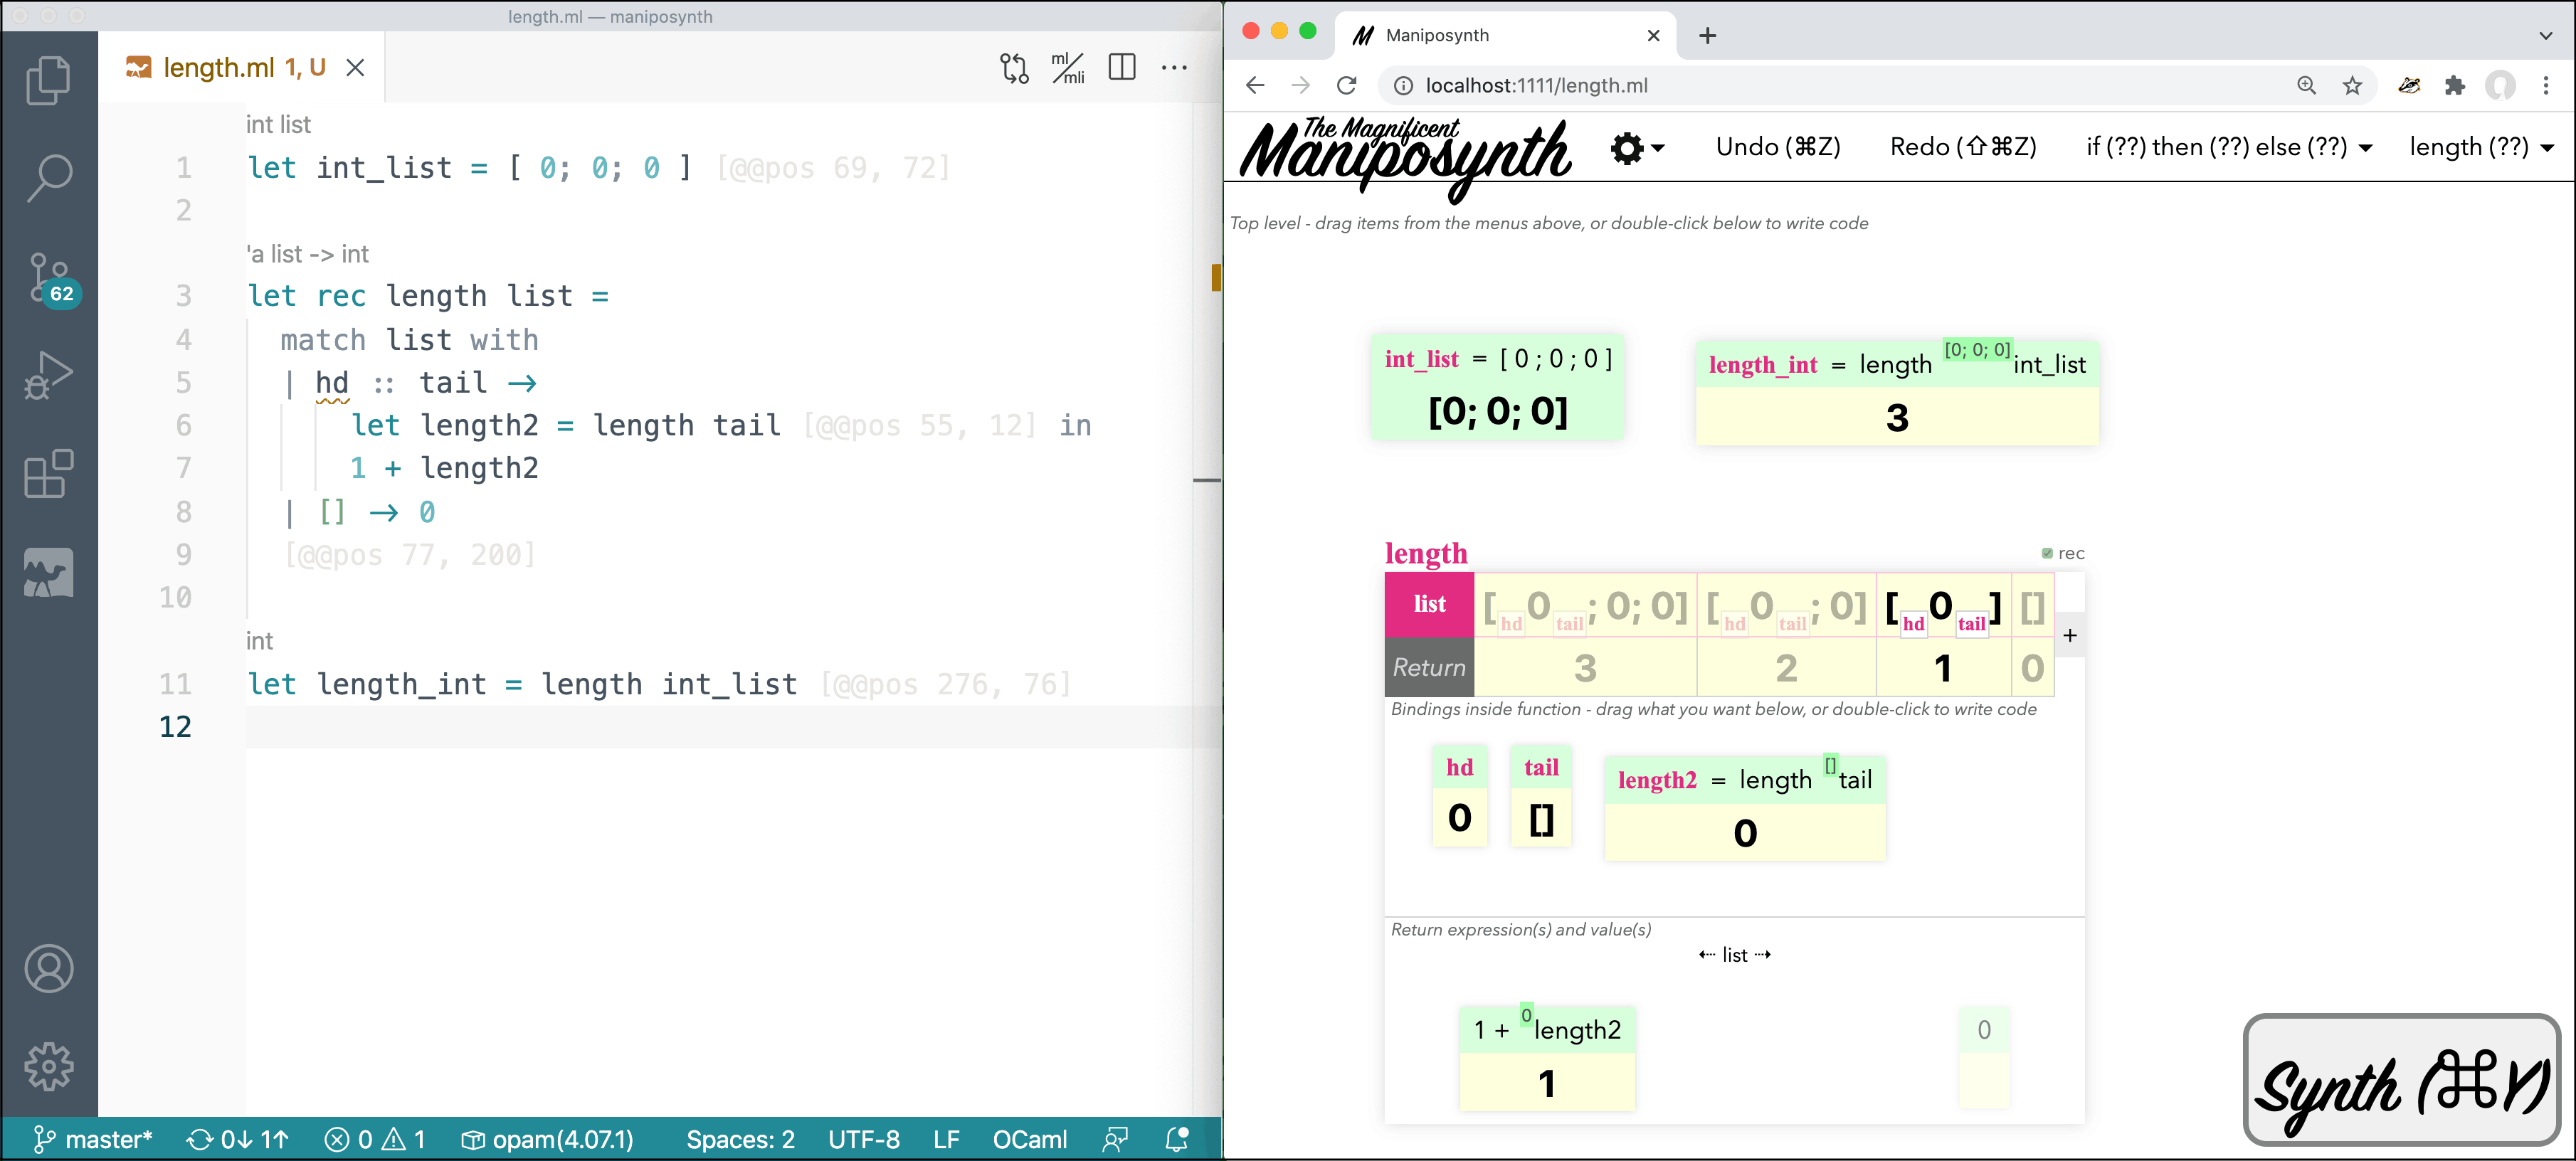 length.ml — maniposynth
length.ml 1, U
ml/mli
int list
1 let int_list = [ 0; 0; 0 ] [@@pos 69, 72]
2
'a list -> int
3 let rec length list =
4 match list with
5 | hd :: tail →
6 let length2 = length tail [@@pos 55, 12] in
7 1 + length2
8 | [] → 0
9 [@@pos 77, 200]
10
int
11 let length_int = length int_list [@@pos 276, 76]
12
62
master* 0↓ 1↑ 0 1 opam(4.07.1) Spaces: 2 UTF-8 LF OCaml
Maniposynth
localhost:1111/length.ml
The Magnificent
Maniposynth
Undo (⌘Z) Redo (⇧⌘Z) if (??) then (??) else (??) length (??)
Top level - drag items from the menus above, or double-click below to write code
int_list = [ 0 ; 0 ; 0 ]
[0; 0; 0]
length_int = length [0; 0; 0] int_list
3
length
rec
list [ hd 0 tail ; 0; 0] [ hd 0 tail ; 0] [ hd 0 tail ] []
+
Return 3 2 1 0
Bindings inside function - drag what you want below, or double-click to write code
hd tail
0 []
length2 = length [] tail
0
Return expression(s) and value(s)
⇠ list ⇢
1 + 0 length2
1
0
Synth (⌘Y)